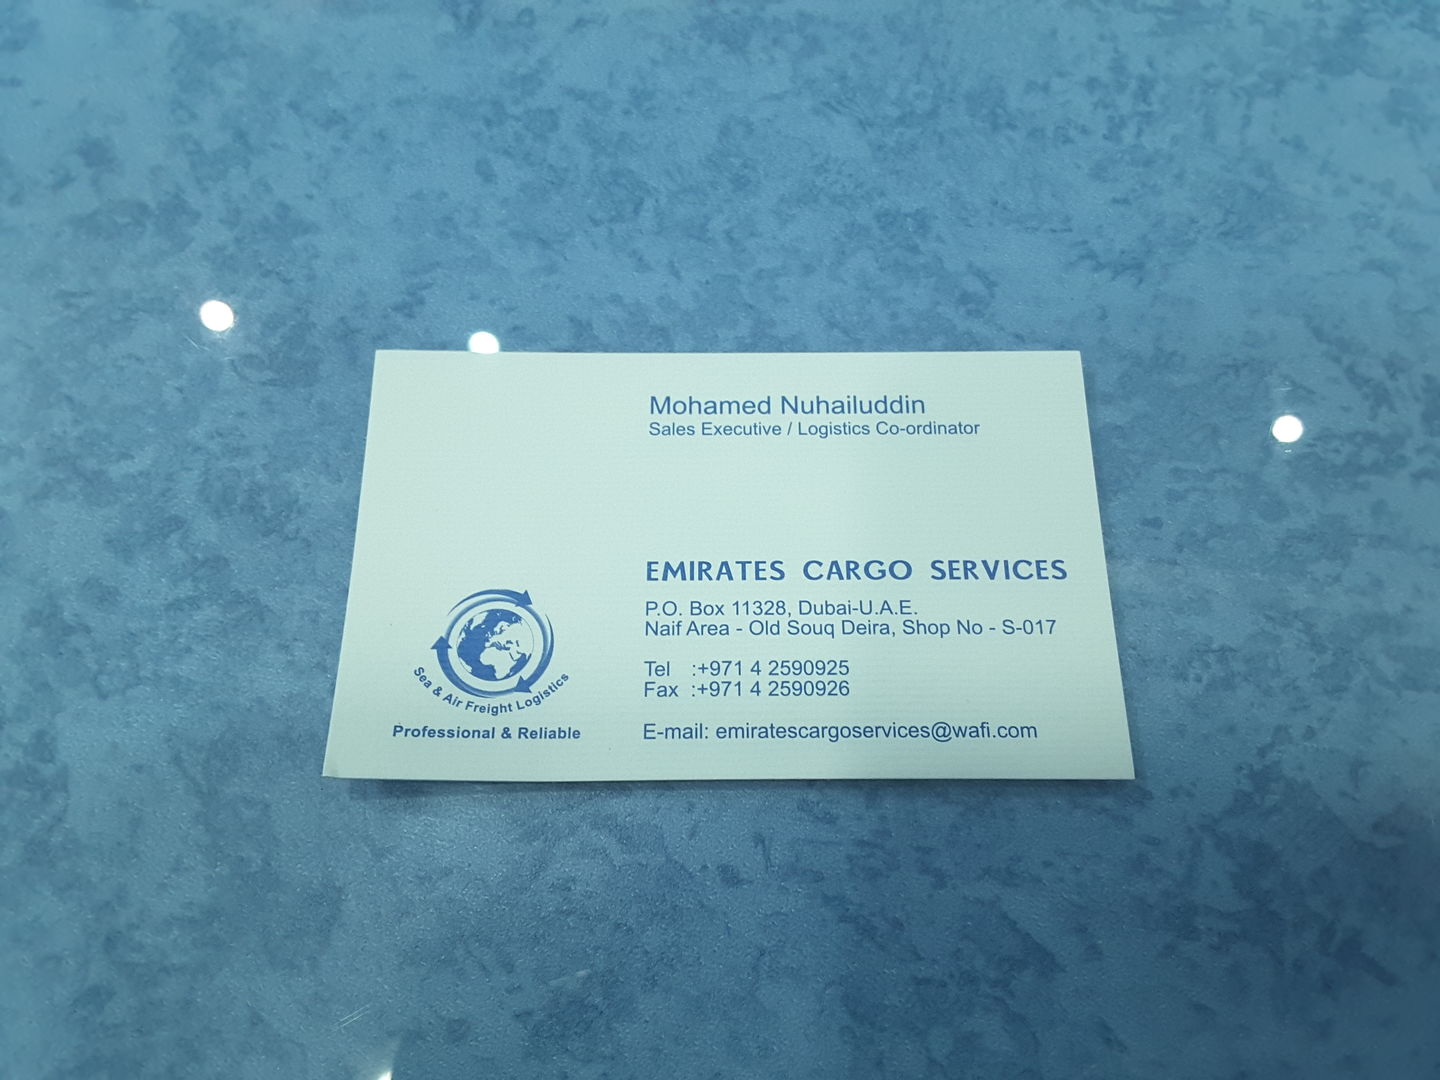 Mohamed Nuhailuddin
Sales Executive / Logistics Co-ordinator
EMIRATES CARGO SERVICES
P.O. Box 11328, Dubai-U.A.E.
Naif Area - Old Souq Deira, Shop No - S-017
Tel :+971 4 2590925
Fax :+971 4 2590926
E-mail: emiratescargoservices@wafi.com
Sea & Air Freight Logistics
Professional & Reliable